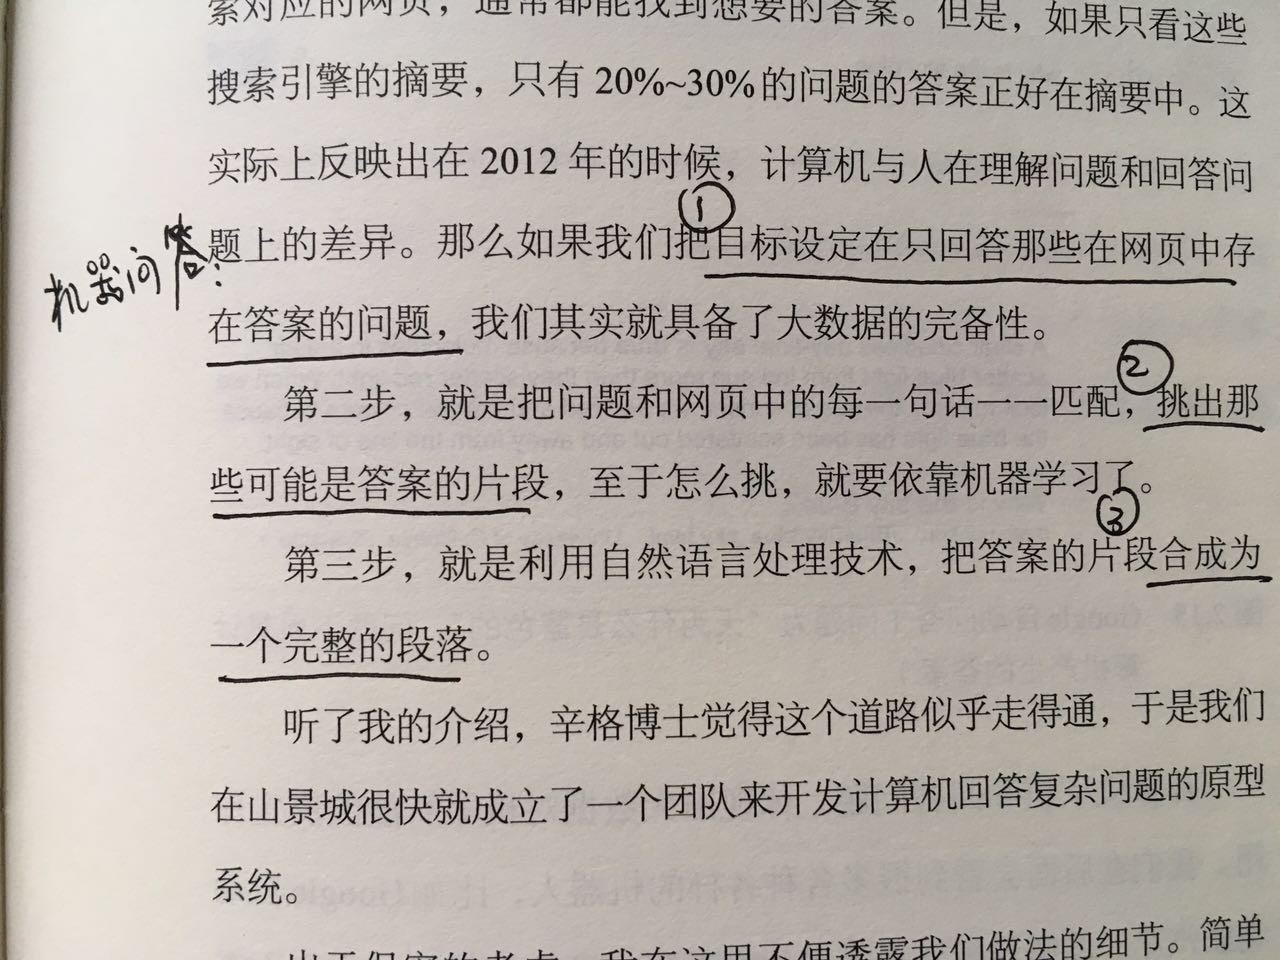 索对应的网页，通常都能找到想要的答案。但是，如果只看这些
搜索引擎的摘要，只有 20%~30% 的问题的答案正好在摘要中。这
实际上反映出在 2012 年的时候，计算机与人在理解问题和回答问
①
机器问答：
题上的差异。那么如果我们把目标设定在只回答那些在网页中存
在答案的问题，我们其实就具备了大数据的完备性。
②
第二步，就是把问题和网页中的每一句话一一匹配，挑出那
些可能是答案的片段，至于怎么挑，就要依靠机器学习了。
③
第三步，就是利用自然语言处理技术，把答案的片段合成为
一个完整的段落。
听了我的介绍，辛格博士觉得这个道路似乎走得通，于是我们
在山景城很快就成立了一个团队来开发计算机回答复杂问题的原型
系统。
出于保密的考虑，我在这里不便透露我们做法的细节。简单